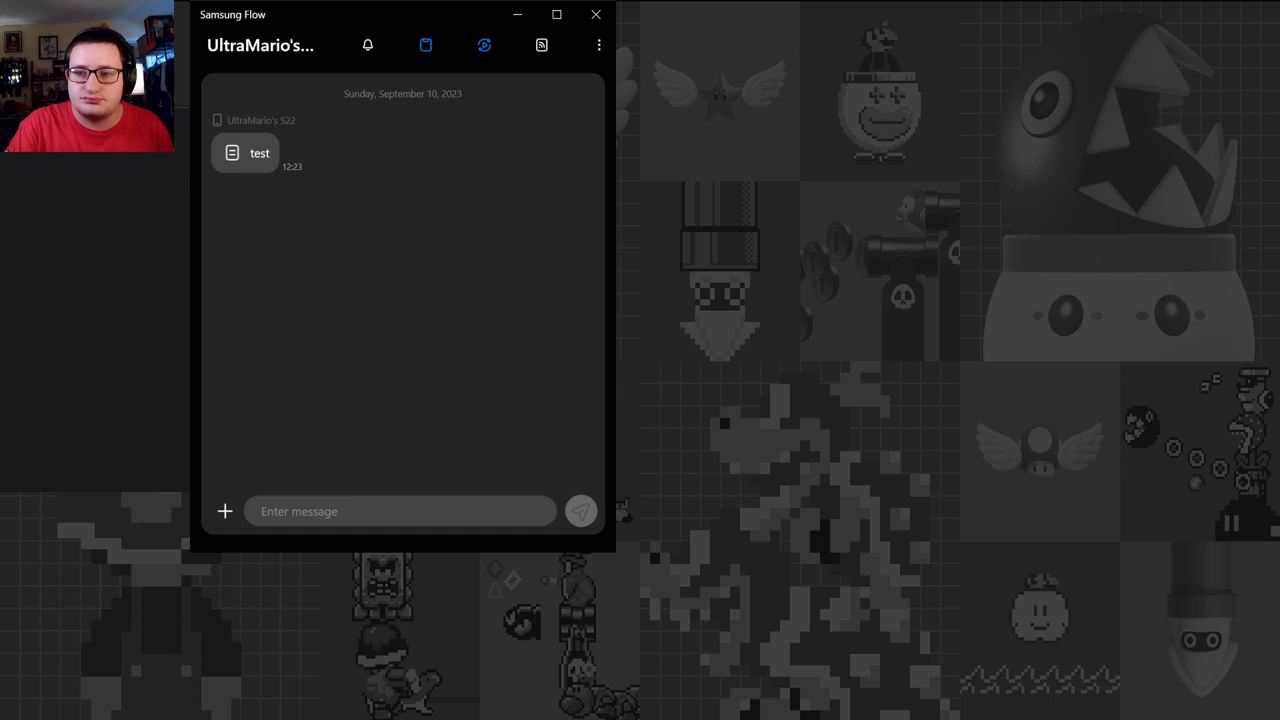 Samsung Flow
UltraMario's...
Sunday, September 10, 2023
UltraMario's S22
test
12:23
Enter message